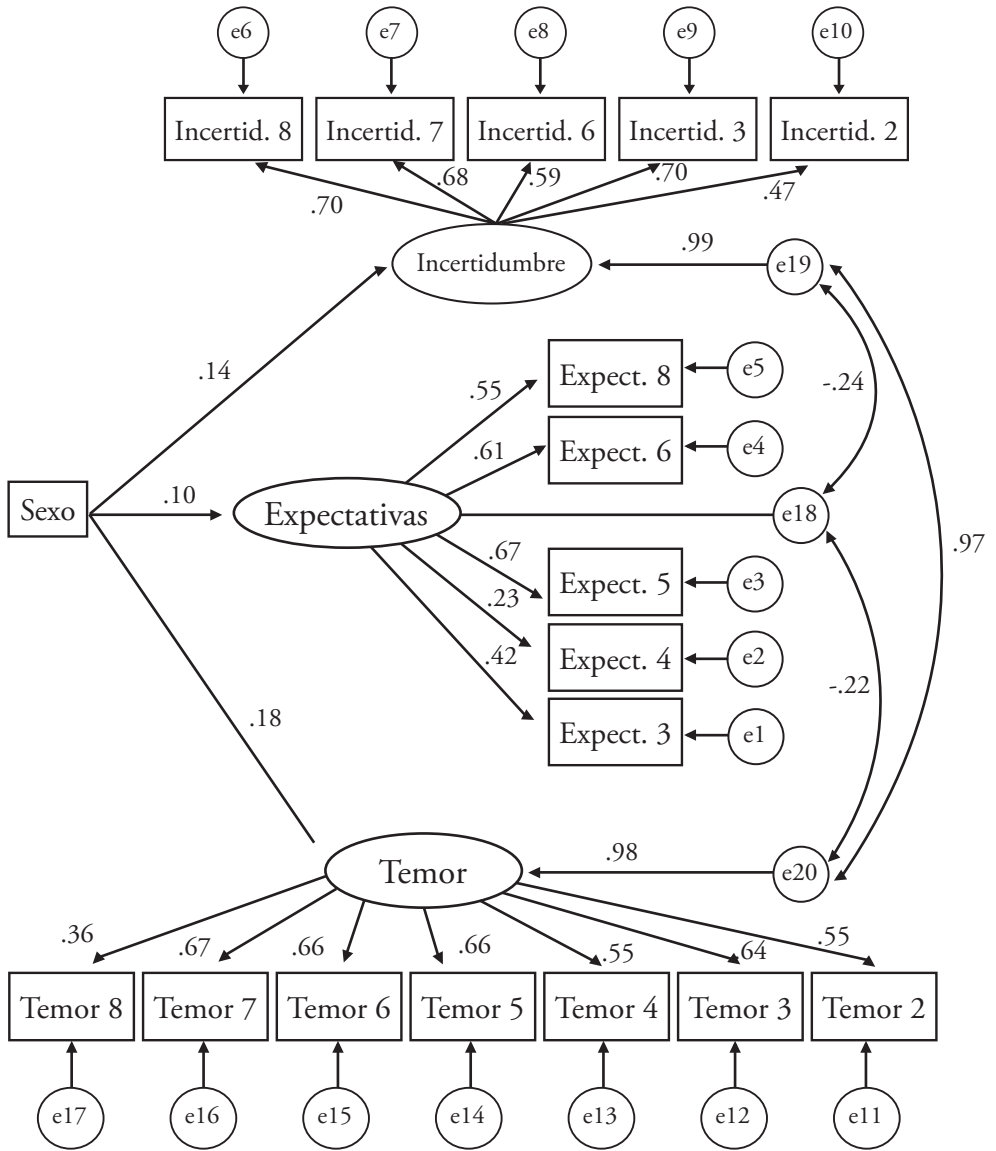 e6 e7 e8 e9 e10
Incertid. 8 Incertid. 7 Incertid. 6 Incertid. 3 Incertid. 2
.70 .68 .59 .70 .47
Incertidumbre .99 e19
.14
Expect. 8 e5
.55
-.24
Expect. 6 e4
.61
Sexo .10 Expectativas e18
.97
.67 Expect. 5 e3
.23
.42 Expect. 4 e2
-.22
.18
Expect. 3 e1
Temor .98 e20
.36 .67 .66 .66 .55 .64 .55
Temor 8 Temor 7 Temor 6 Temor 5 Temor 4 Temor 3 Temor 2
e17 e16 e15 e14 e13 e12 e11